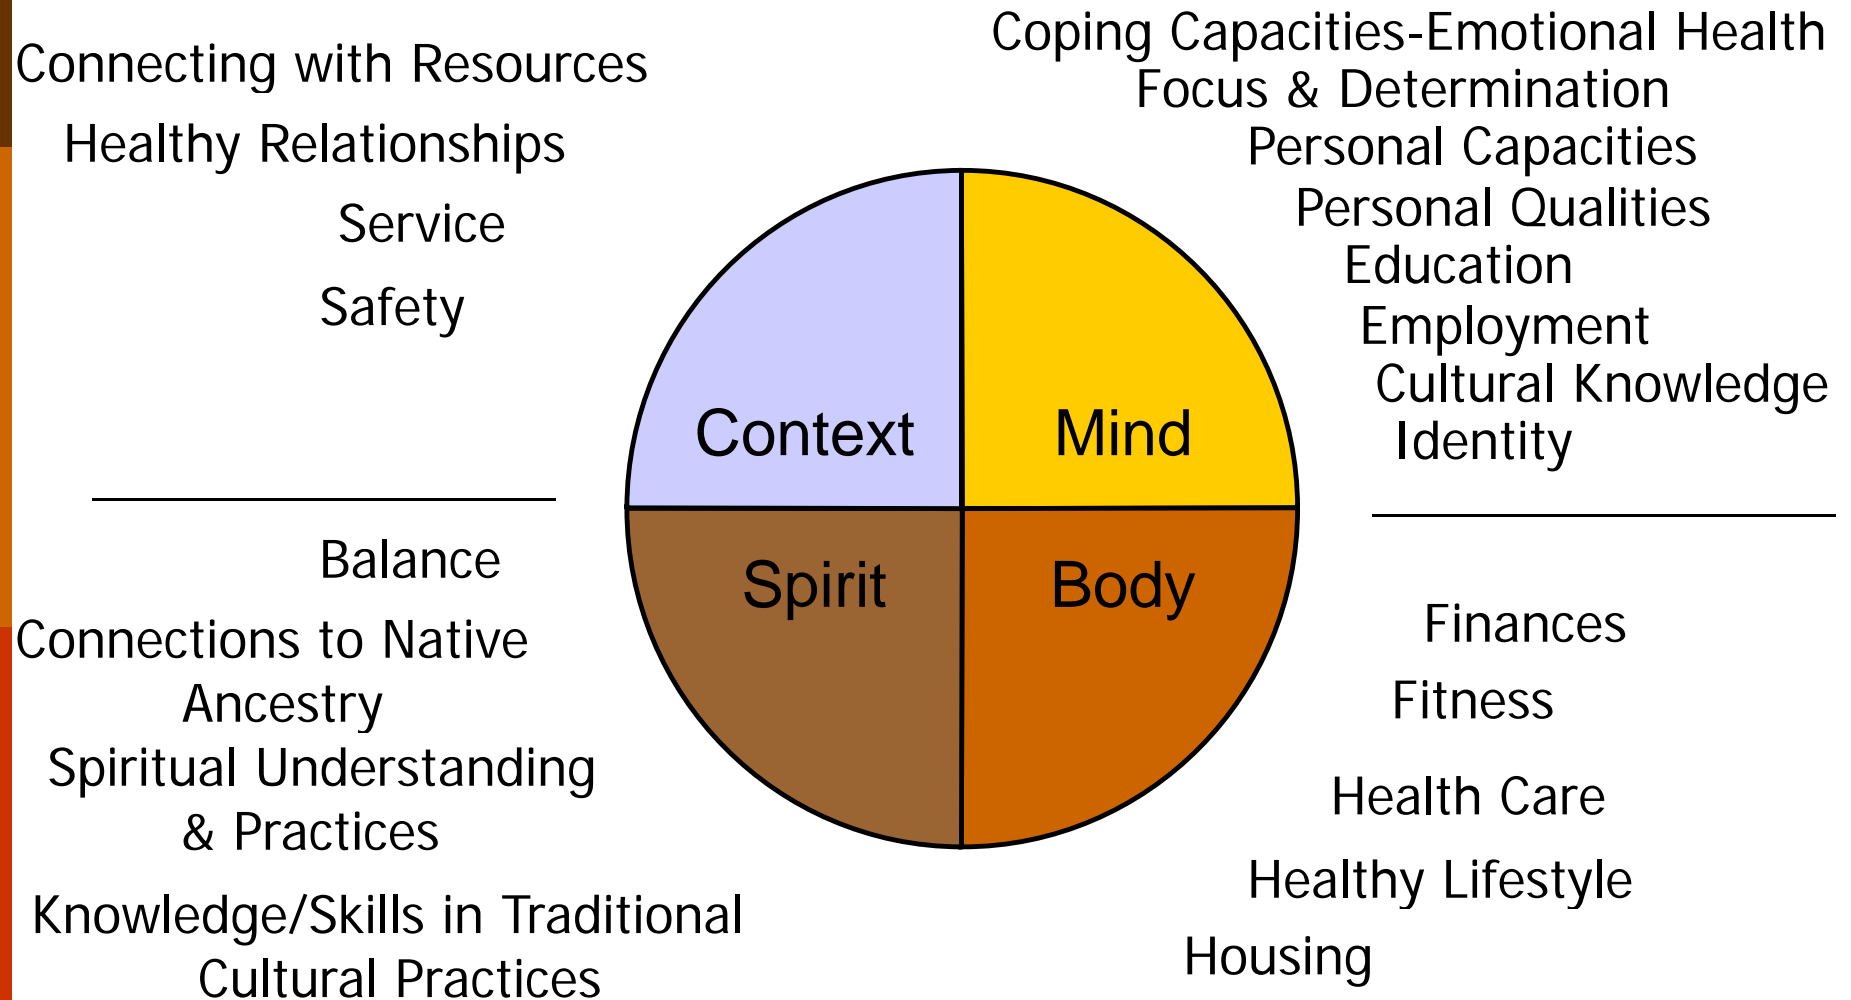 Connecting with Resources
Healthy Relationships
Service
Safety
Coping Capacities-Emotional Health
Focus & Determination
Personal Capacities
Personal Qualities
Education
Employment
Cultural Knowledge
Identity
Context
Mind
Spirit
Body
Balance
Connections to Native
Ancestry
Spiritual Understanding
& Practices
Knowledge/Skills in Traditional
Cultural Practices
Finances
Fitness
Health Care
Healthy Lifestyle
Housing